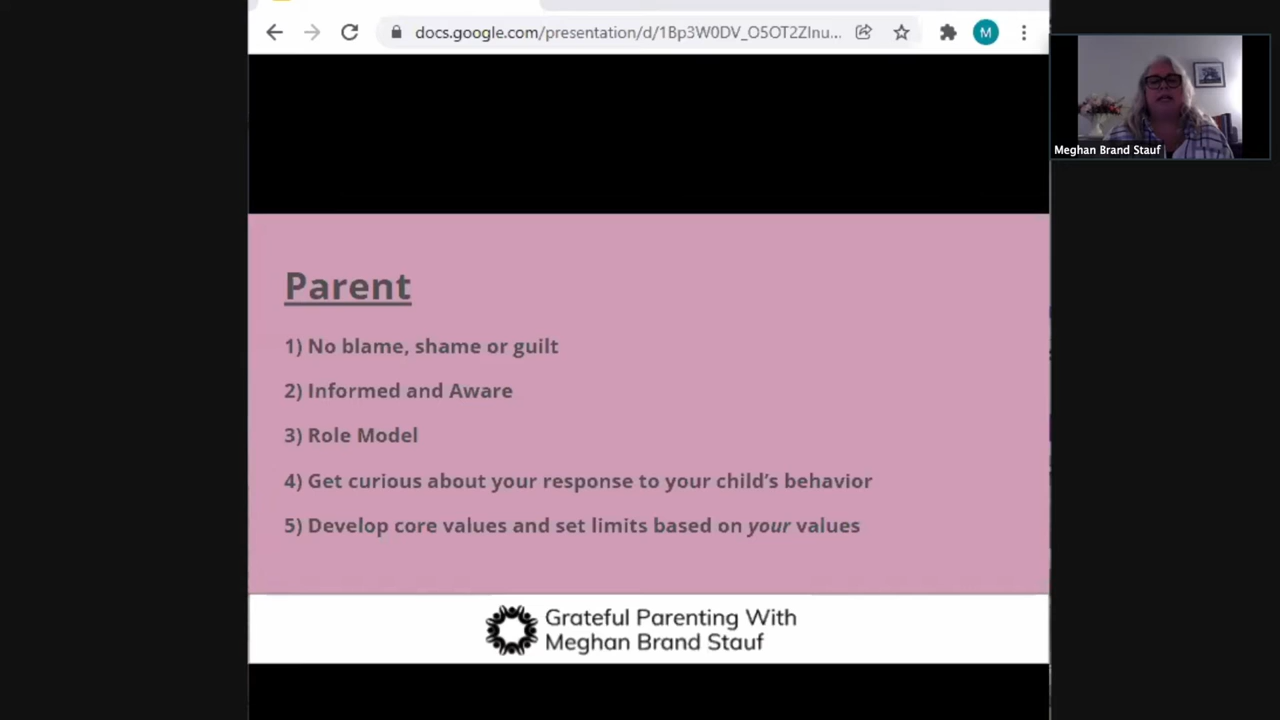 docs.google.com/presentation/d/1Bp3W0DV_O5OT2ZInu...
M
Meghan Brand Stauf
Parent
1) No blame, shame or guilt
2) Informed and Aware
3) Role Model
4) Get curious about your response to your child's behavior
5) Develop core values and set limits based on your values
Grateful Parenting With
Meghan Brand Stauf